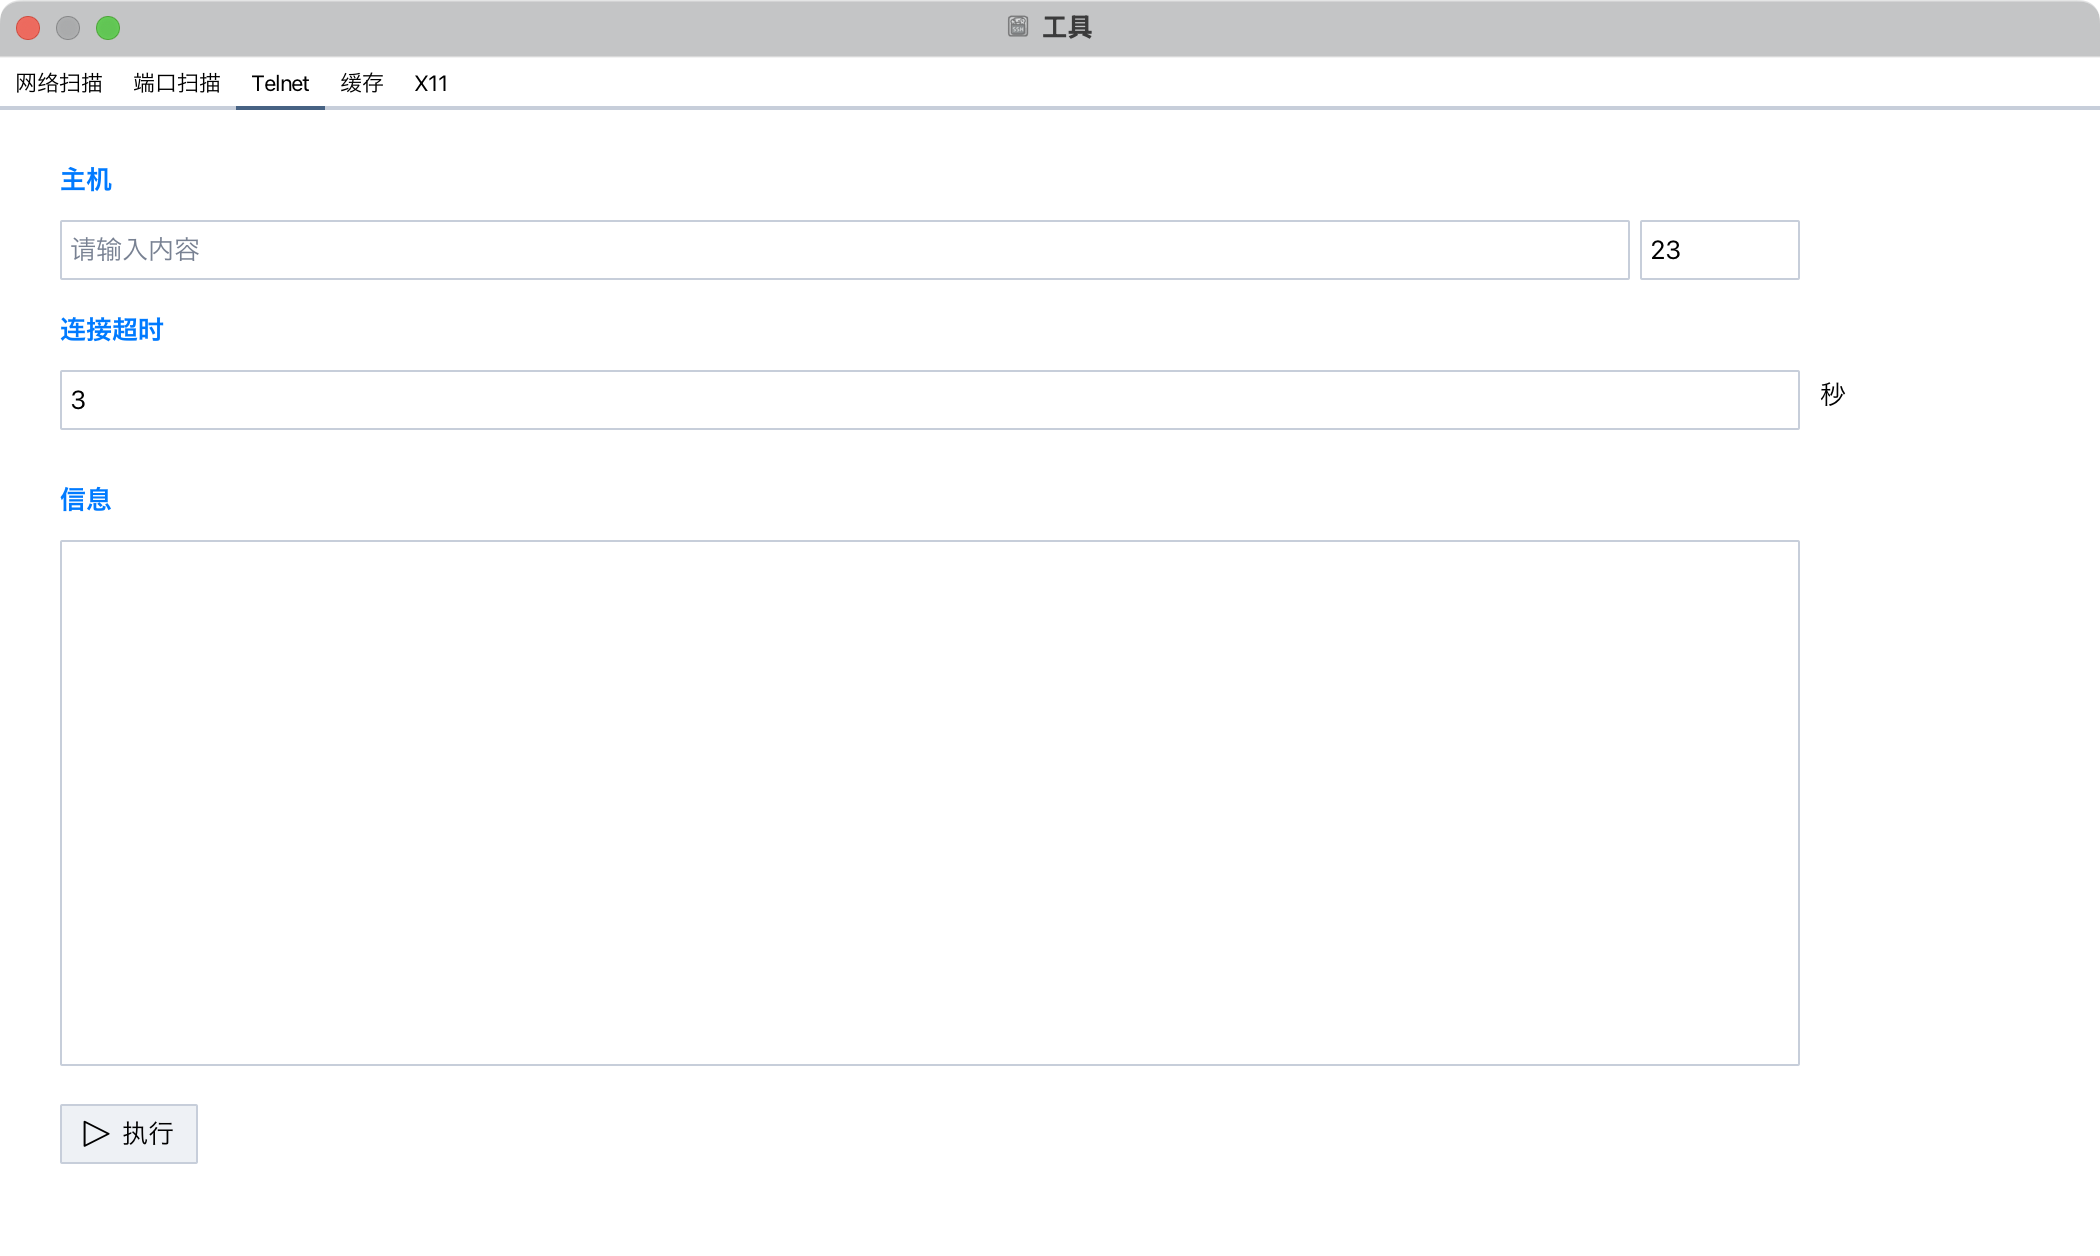 工具
网络扫描 端口扫描 Telnet 缓存 X11
主机
请输入内容 23
连接超时
3 秒
信息
执行